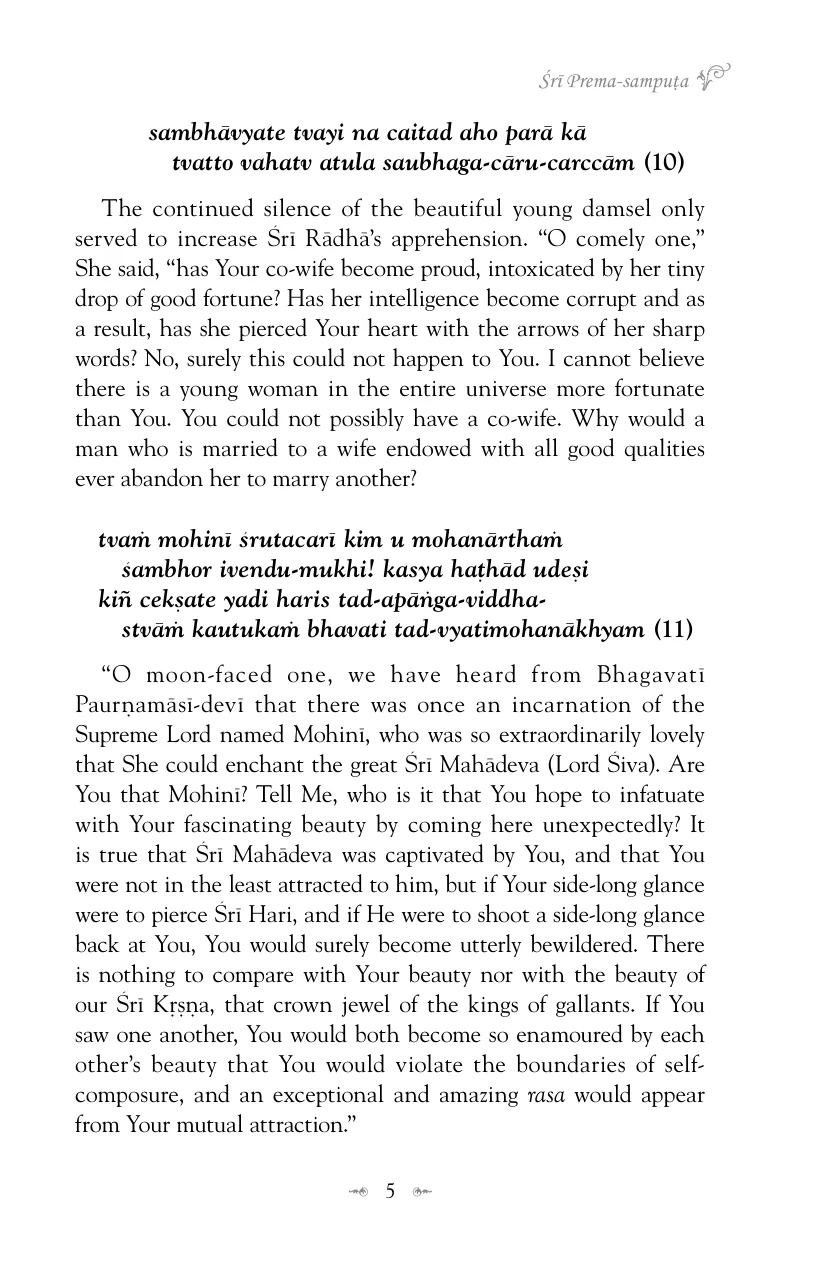 Śrī Prema-sampuṭa
sambhāvyate tvayi na caitad aho parā kā
tvatto vahatv atula saubhaga-cāru-carccām (10)
The continued silence of the beautiful young damsel only
served to increase Śrī Rādhā’s apprehension. “O comely one,”
She said, “has Your co-wife become proud, intoxicated by her tiny
drop of good fortune? Has her intelligence become corrupt and as
a result, has she pierced Your heart with the arrows of her sharp
words? No, surely this could not happen to You. I cannot believe
there is a young woman in the entire universe more fortunate
than You. You could not possibly have a co-wife. Why would a
man who is married to a wife endowed with all good qualities
ever abandon her to marry another?
tvaṁ mohinī śrutacarī kim u mohanārthaṁ
śambhor ivendu-mukhi! kasya haṭhād udeṣi
kiñ cekṣate yadi haris tad-apāṅga-viddha-
stvāṁ kautukaṁ bhavati tad-vyatimohanākhyam (11)
“O moon-faced one, we have heard from Bhagavatī
Paurṇamāsī-devī that there was once an incarnation of the
Supreme Lord named Mohinī, who was so extraordinarily lovely
that She could enchant the great Śrī Mahādeva (Lord Śiva). Are
You that Mohinī? Tell Me, who is it that You hope to infatuate
with Your fascinating beauty by coming here unexpectedly? It
is true that Śrī Mahādeva was captivated by You, and that You
were not in the least attracted to him, but if Your side-long glance
were to pierce Śrī Hari, and if He were to shoot a side-long glance
back at You, You would surely become utterly bewildered. There
is nothing to compare with Your beauty nor with the beauty of
our Śrī Kṛṣṇa, that crown jewel of the kings of gallants. If You
saw one another, You would both become so enamoured by each
other’s beauty that You would violate the boundaries of self-
composure, and an exceptional and amazing rasa would appear
from Your mutual attraction.”
5